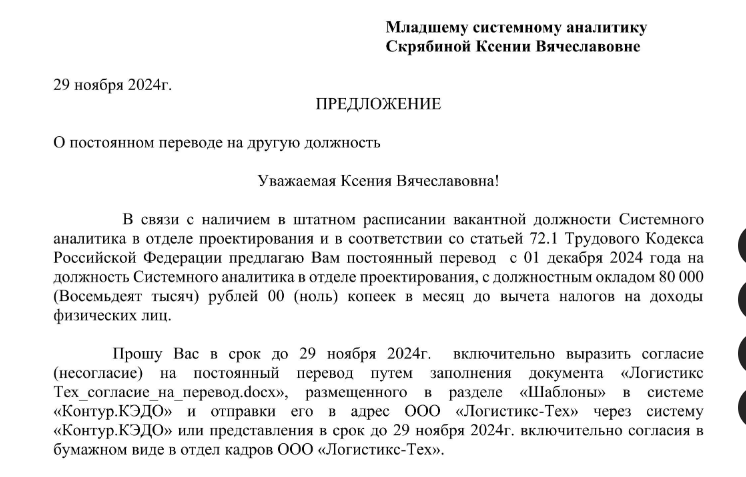 Младшему системному аналитику
Скрябиной Ксении Вячеславовне
29 ноября 2024г.
ПРЕДЛОЖЕНИЕ
О постоянном переводе на другую должность
Уважаемая Ксения Вячеславовна!
В связи с наличием в штатном расписании вакантной должности Системного
аналитика в отделе проектирования и в соответствии со статьей 72.1 Трудового Кодекса
Российской Федерации предлагаю Вам постоянный перевод с 01 декабря 2024 года на
должность Системного аналитика в отделе проектирования, с должностным окладом 80 000
(Восемьдеят тысяч) рублей 00 (ноль) копеек в месяц до вычета налогов на доходы
физических лиц.
Прошу Вас в срок до 29 ноября 2024г. включительно выразить согласие
(несогласие) на постоянный перевод путем заполнения документа «Логистикс
Тех_согласие_на_перевод.docx», размещенного в разделе «Шаблоны» в системе
«Контур.КЭДО» и отправки его в адрес ООО «Логистикс-Тех» через систему
«Контур.КЭДО» или представления в срок до 29 ноября 2024г. включительно согласия в
бумажном виде в отдел кадров ООО «Логистикс-Тех».